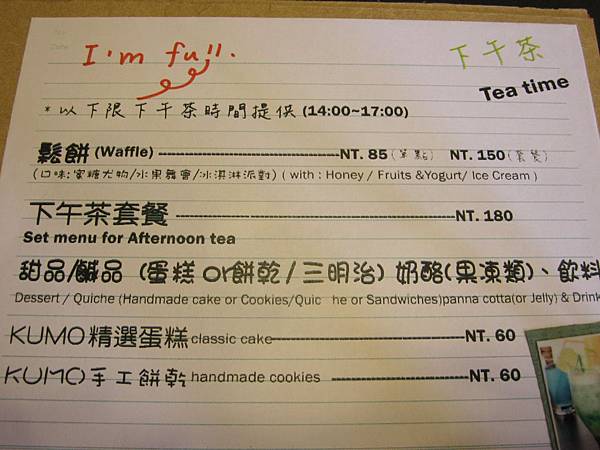 I'm full.
下午茶
Tea time
*以下限下午茶時間提供 (14:00~17:00)
鬆餅 (Waffle) ---NT. 85(單點) NT. 150(套餐)
(口味:蜜糖尤物/水果舞會/冰淇淋派對) ( with : Honey / Fruits &Yogurt/ Ice Cream )
下午茶套餐 ---NT. 180
Set menu for Afternoon tea
甜品/鹹品 (蛋糕 or餅乾 / 三明治) 奶酪(果凍類)、飲料
Dessert / Quiche (Handmade cake or Cookies/Quic he or Sandwiches)panna cotta(or Jelly) & Drink
KUMO精選蛋糕 classic cake---NT. 60
KUMO手工餅乾 handmade cookies ---NT. 60